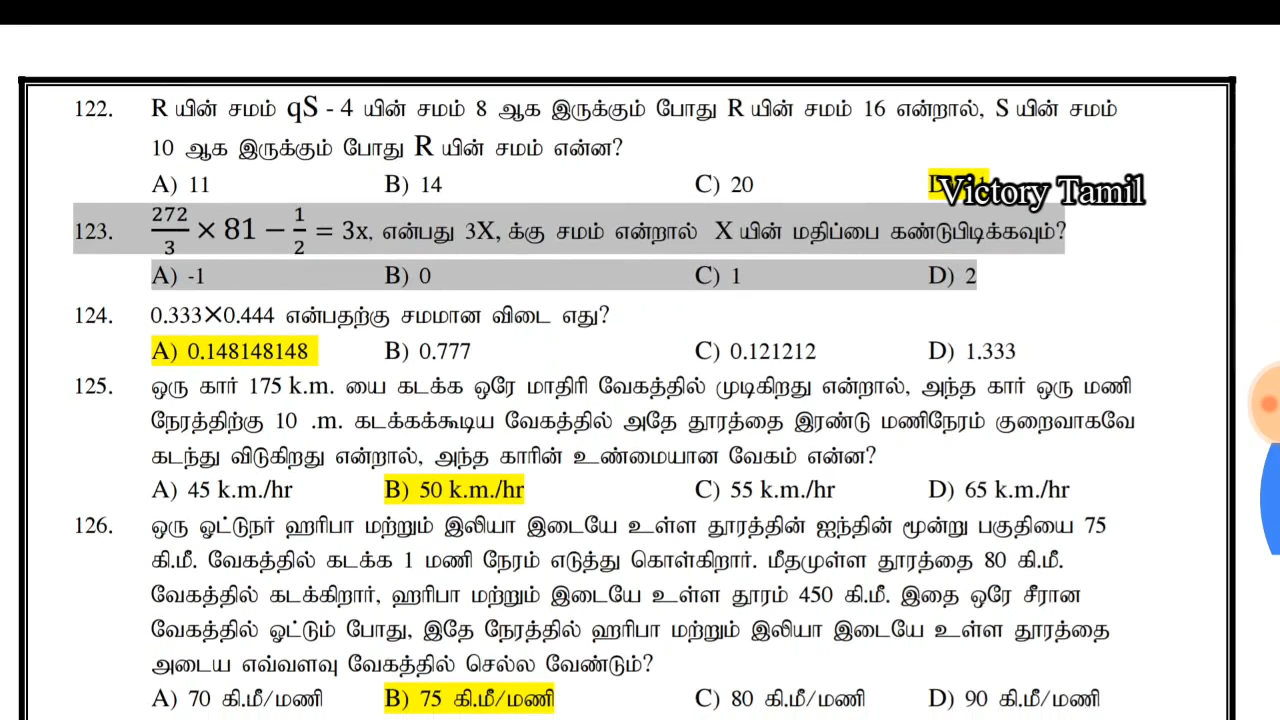 122. R யின் சமம் qS - 4 யின் சமம் 8 ஆக இருக்கும் போது R யின் சமம் 16 என்றால், S யின் சமம்
10 ஆக இருக்கும் போது R யின் சமம் என்ன?
A) 11 B) 14 C) 20
Victory Tamil
123. 272/3 × 81 − 1/2 = 3x, என்பது 3X, க்கு சமம் என்றால் X யின் மதிப்பை கண்டுபிடிக்கவும்?
A) -1 B) 0 C) 1 D) 2
124. 0.333×0.444 என்பதற்கு சமமான விடை எது?
A) 0.148148148 B) 0.777 C) 0.121212 D) 1.333
125. ஒரு கார் 175 k.m. யை கடக்க ஒரே மாதிரி வேகத்தில் முடிகிறது என்றால், அந்த கார் ஒரு மணி
நேரத்திற்கு 10 .m. கடக்கக்கூடிய வேகத்தில் அதே தூரத்தை இரண்டு மணிநேரம் குறைவாகவே
கடந்து விடுகிறது என்றால், அந்த காரின் உண்மையான வேகம் என்ன?
A) 45 k.m./hr B) 50 k.m./hr C) 55 k.m./hr D) 65 k.m./hr
126. ஒரு ஓட்டுநர் ஹரிபா மற்றும் இலியா இடையே உள்ள தூரத்தின் ஐந்தின் மூன்று பகுதியை 75
கி.மீ. வேகத்தில் கடக்க 1 மணி நேரம் எடுத்து கொள்கிறார். மீதமுள்ள தூரத்தை 80 கி.மீ.
வேகத்தில் கடக்கிறார், ஹரிபா மற்றும் இடையே உள்ள தூரம் 450 கி.மீ. இதை ஒரே சீரான
வேகத்தில் ஓட்டும் போது, இதே நேரத்தில் ஹரிபா மற்றும் இலியா இடையே உள்ள தூரத்தை
அடைய எவ்வளவு வேகத்தில் செல்ல வேண்டும்?
A) 70 கி.மீ/மணி B) 75 கி.மீ/மணி C) 80 கி.மீ/மணி D) 90 கி.மீ/மணி